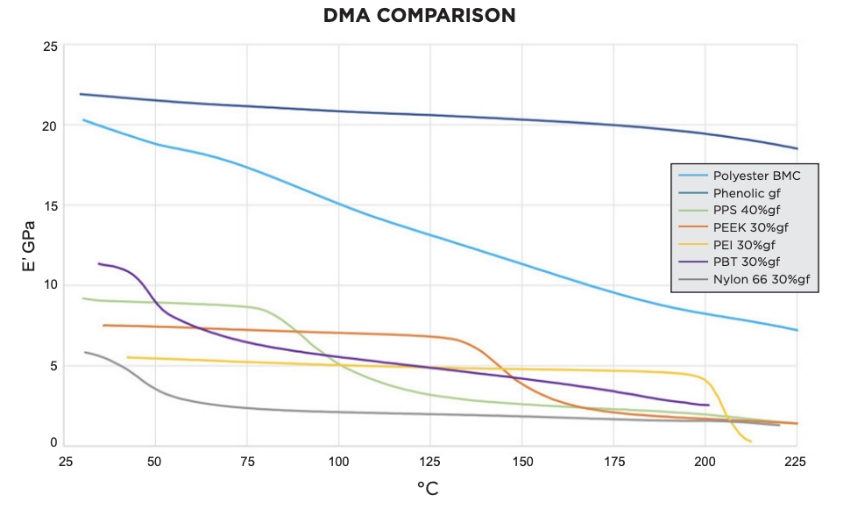 DMA COMPARISON
E' GPa
25
20
15
10
5
0
Polyester BMC
Phenolic gf
PPS 40%gf
PEEK 30%gf
PEI 30%gf
PBT 30%gf
Nylon 66 30%gf
25 50 75 100 125 150 175 200 225
°C